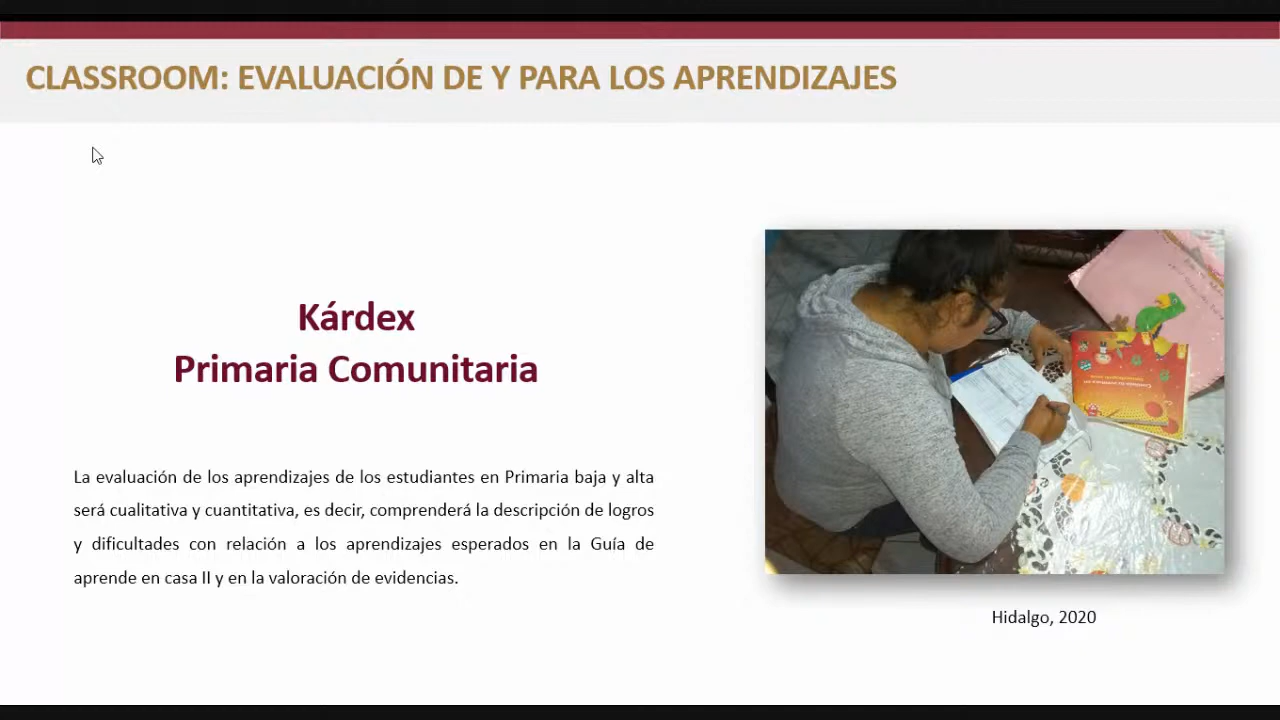 CLASSROOM: EVALUACIÓN DE Y PARA LOS APRENDIZAJES
Kárdex
Primaria Comunitaria
La evaluación de los aprendizajes de los estudiantes en Primaria baja y alta
será cualitativa y cuantitativa, es decir, comprenderá la descripción de logros
y dificultades con relación a los aprendizajes esperados en la Guía de
aprende en casa II y en la valoración de evidencias.
Hidalgo, 2020